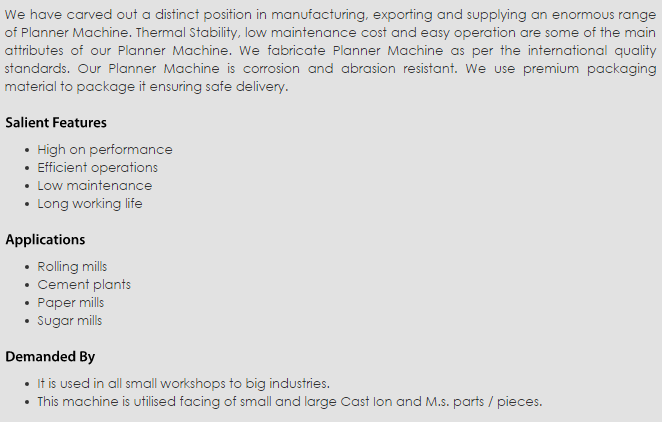 We have carved out a distinct position in manufacturing, exporting and supplying an enormous range
of Planner Machine. Thermal Stability, low maintenance cost and easy operation are some of the main
attributes of our Planner Machine. We fabricate Planner Machine as per the international quality
standards. Our Planner Machine is corrosion and abrasion resistant. We use premium packaging
material to package it ensuring safe delivery.
Salient Features
• High on performance
• Efficient operations
• Low maintenance
• Long working life
Applications
• Rolling mills
• Cement plants
• Paper mills
• Sugar mills
Demanded By
• It is used in all small workshops to big industries.
• This machine is utilised facing of small and large Cast Ion and M.s. parts / pieces.